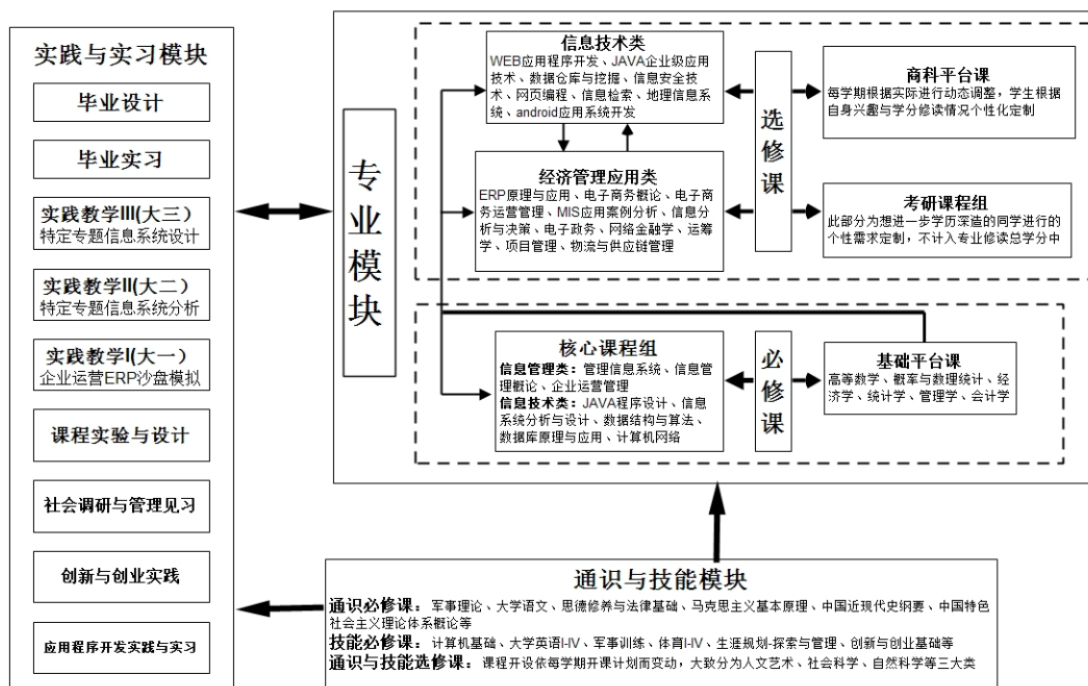 实践与实习模块
毕业设计
毕业实习
实践教学III(大三)
特定专题信息系统设计
实践教学II(大二)
特定专题信息系统分析
实践教学I(大一)
企业运营ERP沙盘模拟
课程实验与设计
社会调研与管理见习
创新与创业实践
应用程序开发实践与实习
专业模块
信息技术类
WEB应用程序开发、JAVA企业级应用
技术、数据仓库与挖掘、信息安全技
术、网页编程、信息检索、地理信息系
统、android应用系统开发
经济管理应用类
ERP原理与应用、电子商务概论、电子商
务运营管理、MIS应用案例分析、信息分
析与决策、电子政务、网络金融学、运筹
学、项目管理、物流与供应链管理
选修课
商科平台课
每学期根据实际进行动态调整，学生根据
自身兴趣与学分修读情况个性化定制
考研课程组
此部分为想进一步学历深造的同学进行的
个性需求定制，不计入专业修读总学分中
核心课程组
信息管理类：管理信息系统、信息管
理概论、企业运营管理
信息技术类：JAVA程序设计、信息
系统分析与设计、数据结构与算法、
数据库原理与应用、计算机网络
必修课
基础平台课
高等数学、概率与数理统计、经
济学、统计学、管理学、会计学
通识与技能模块
通识必修课：军事理论、大学语文、思德修养与法律基础、马克思主义基本原理、中国近现代史纲要、中国特色
社会主义理论体系概论等
技能必修课：计算机基础、大学英语I-IV、军事训练、体育I-IV、生涯规划-探索与管理、创新与创业基础等
通识与技能选修课：课程开设依每学期开课计划而变动，大致分为人文艺术、社会科学、自然科学等三大类